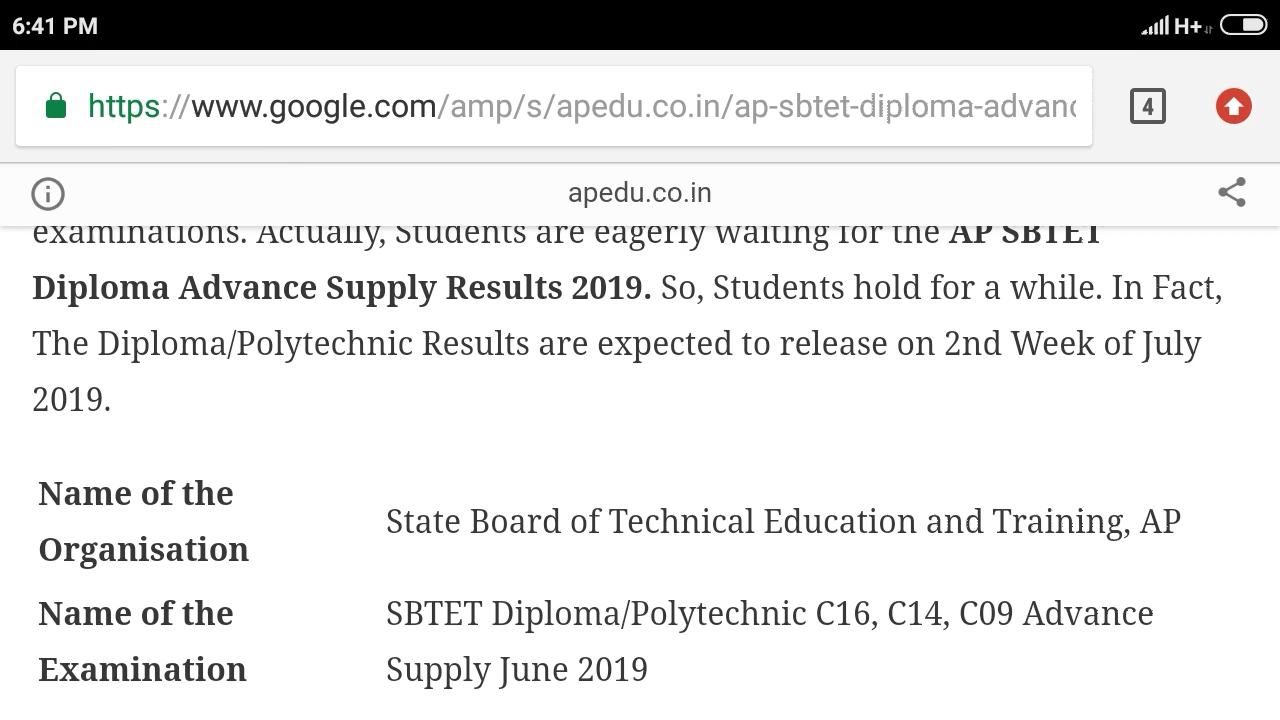 6:41 PM
H+
https://www.google.com/amp/s/apedu.co.in/ap-sbtet-diploma-advanc
4
apedu.co.in
examinations. Actually, Students are eagerly waiting for the AP SBTET
Diploma Advance Supply Results 2019. So, Students hold for a while. In Fact,
The Diploma/Polytechnic Results are expected to release on 2nd Week of July
2019.
Name of the
Organisation
State Board of Technical Education and Training, AP
Name of the
Examination
SBTET Diploma/Polytechnic C16, C14, C09 Advance
Supply June 2019